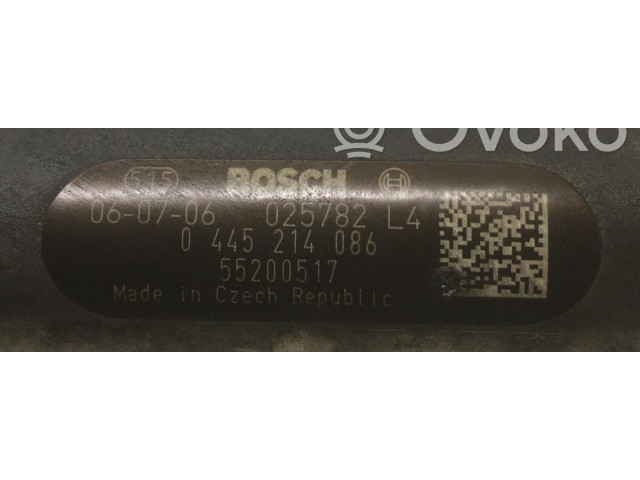 OVOKO
515 BOSCH
06-07-06 025782 L4
0 445 214 086
55200517
Made in Czech Republic